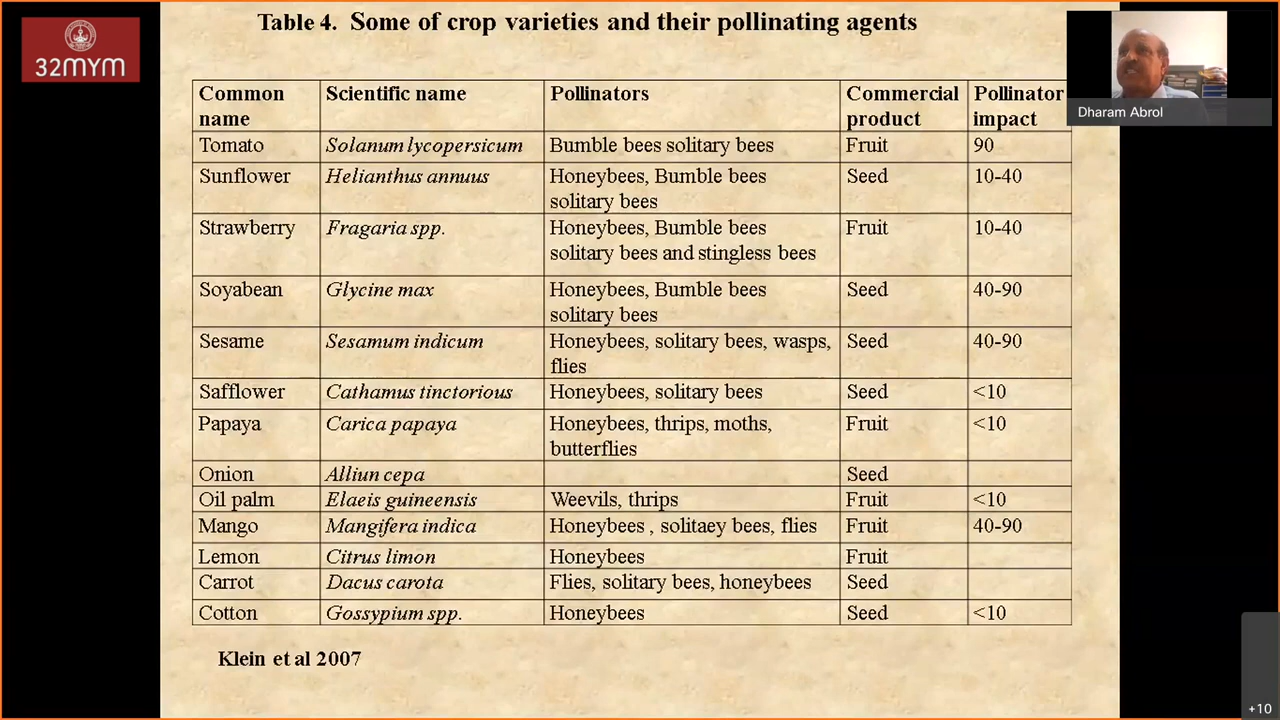 Table 4. Some of crop varieties and their pollinating agents
32MYM
Dharam Abrol
Common name Scientific name Pollinators Commercial product Pollinator impact
Tomato Solanum lycopersicum Bumble bees solitary bees Fruit 90
Sunflower Helianthus annuus Honeybees, Bumble bees solitary bees Seed 10-40
Strawberry Fragaria spp. Honeybees, Bumble bees solitary bees and stingless bees Fruit 10-40
Soyabean Glycine max Honeybees, Bumble bees solitary bees Seed 40-90
Sesame Sesamum indicum Honeybees, solitary bees, wasps, flies Seed 40-90
Safflower Cathamus tinctorious Honeybees, solitary bees Seed <10
Papaya Carica papaya Honeybees, thrips, moths, butterflies Fruit <10
Onion Alliun cepa Seed
Oil palm Elaeis guineensis Weevils, thrips Fruit <10
Mango Mangifera indica Honeybees , solitaey bees, flies Fruit 40-90
Lemon Citrus limon Honeybees Fruit
Carrot Dacus carota Flies, solitary bees, honeybees Seed
Cotton Gossypium spp. Honeybees Seed <10
Klein et al 2007
+10